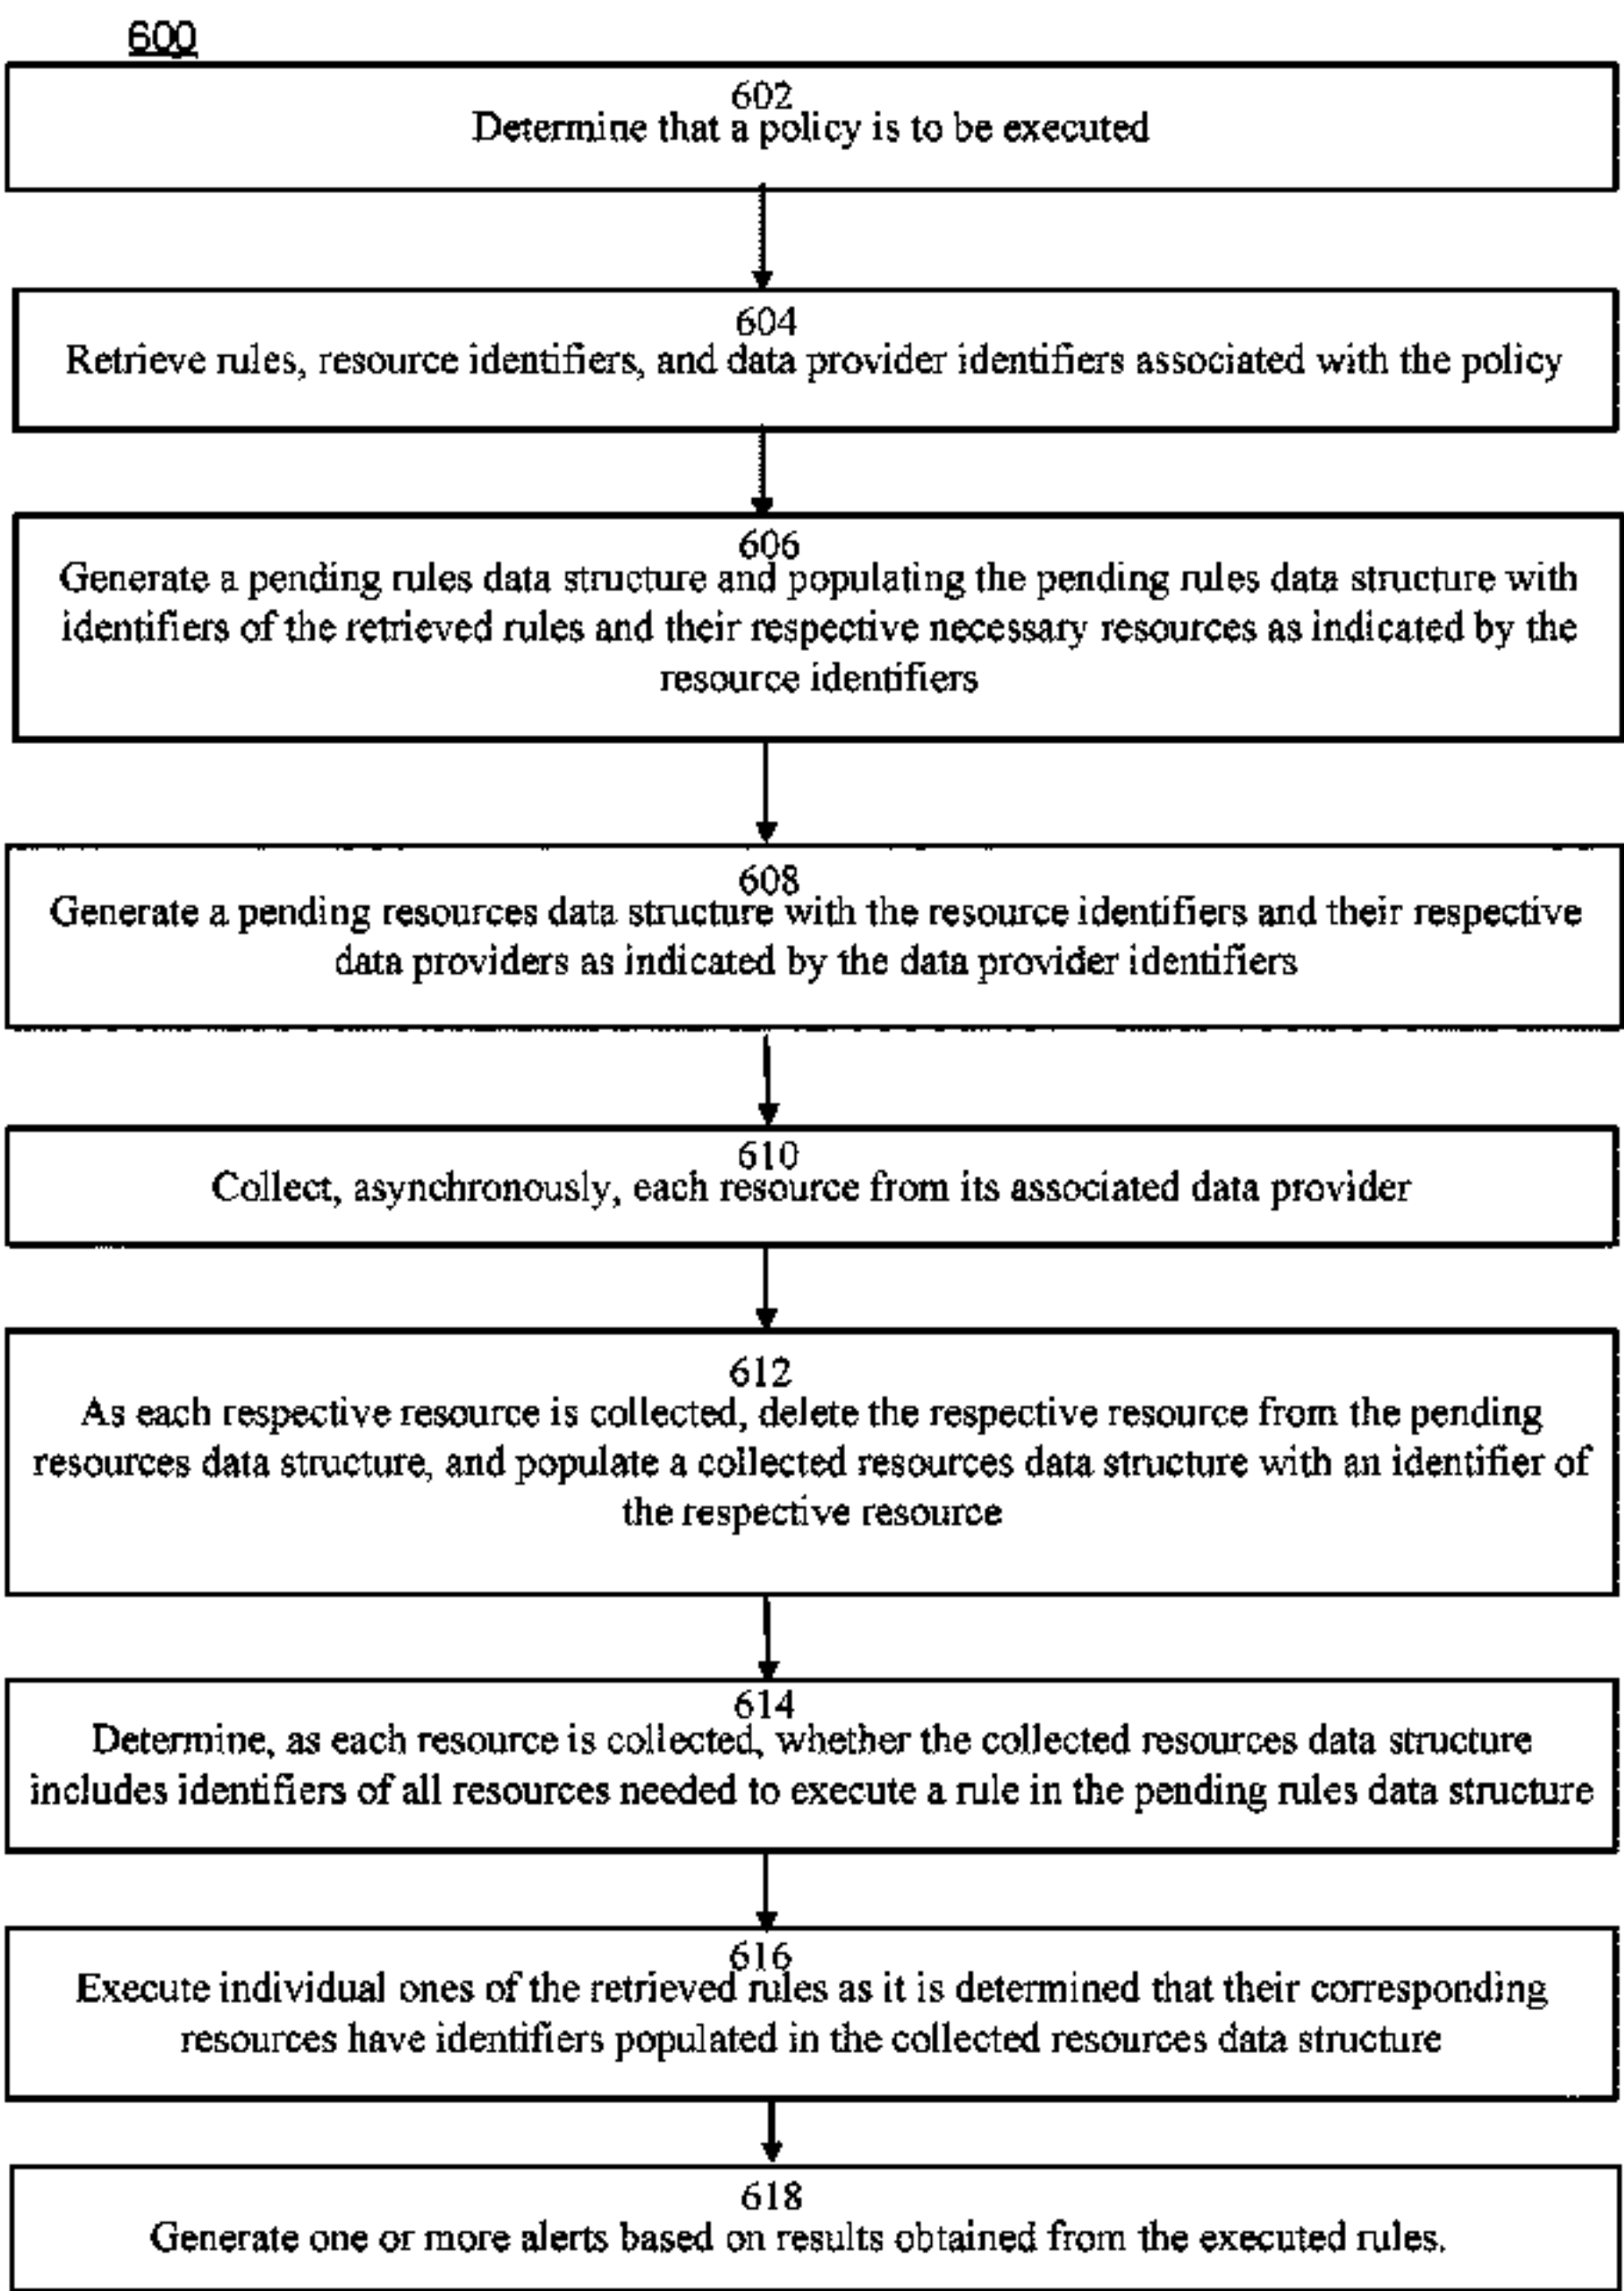 600
602
Determine that a policy is to be executed
604
Retrieve rules, resource identifiers, and data provider identifiers associated with the policy
606
Generate a pending rules data structure and populating the pending rules data structure with
identifiers of the retrieved rules and their respective necessary resources as indicated by the
resource identifiers
608
Generate a pending resources data structure with the resource identifiers and their respective
data providers as indicated by the data provider identifiers
610
Collect, asynchronously, each resource from its associated data provider
612
As each respective resource is collected, delete the respective resource from the pending
resources data structure, and populate a collected resources data structure with an identifier of
the respective resource
614
Determine, as each resource is collected, whether the collected resources data structure
includes identifiers of all resources needed to execute a rule in the pending rules data structure
616
Execute individual ones of the retrieved rules as it is determined that their corresponding
resources have identifiers populated in the collected resources data structure
618
Generate one or more alerts based on results obtained from the executed rules.